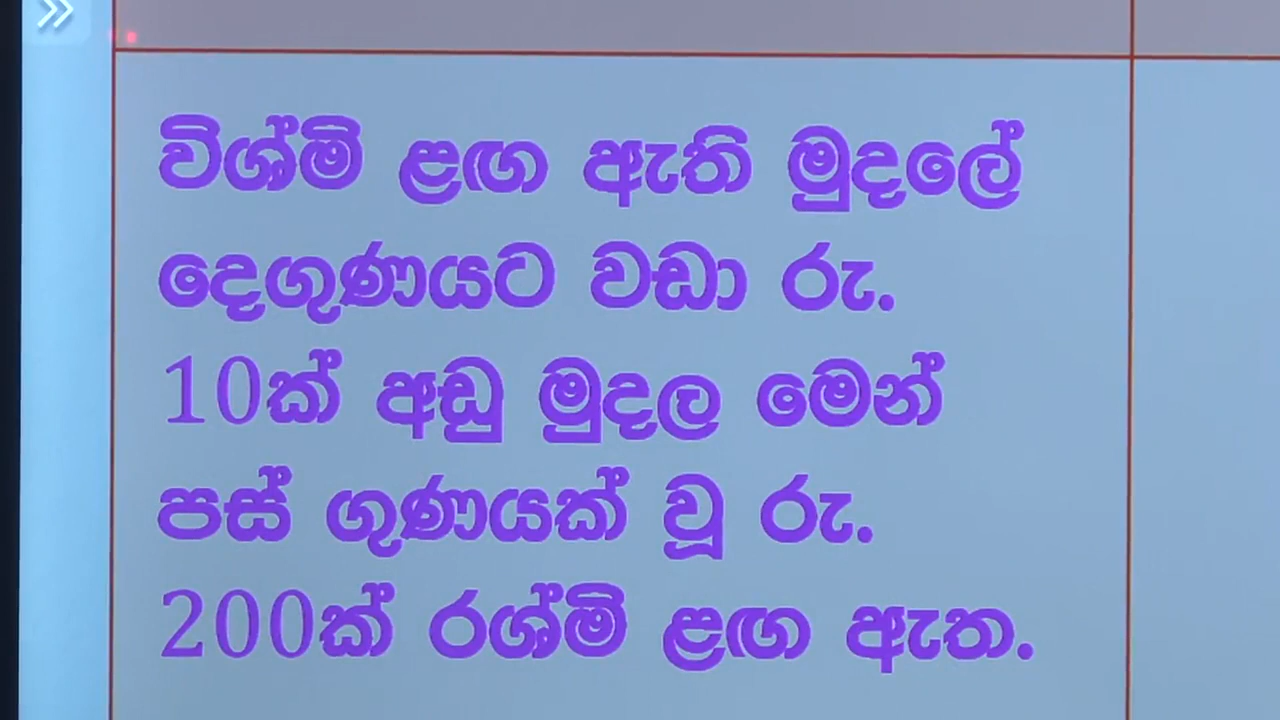 විශ්මි ළඟ ඇති මුදලේ
දෙගුණයට වඩා රු.
10ක් අඩු මුදල මෙන්
පස් ගුණයක් වූ රු.
200ක් රශ්මි ළඟ ඇත.